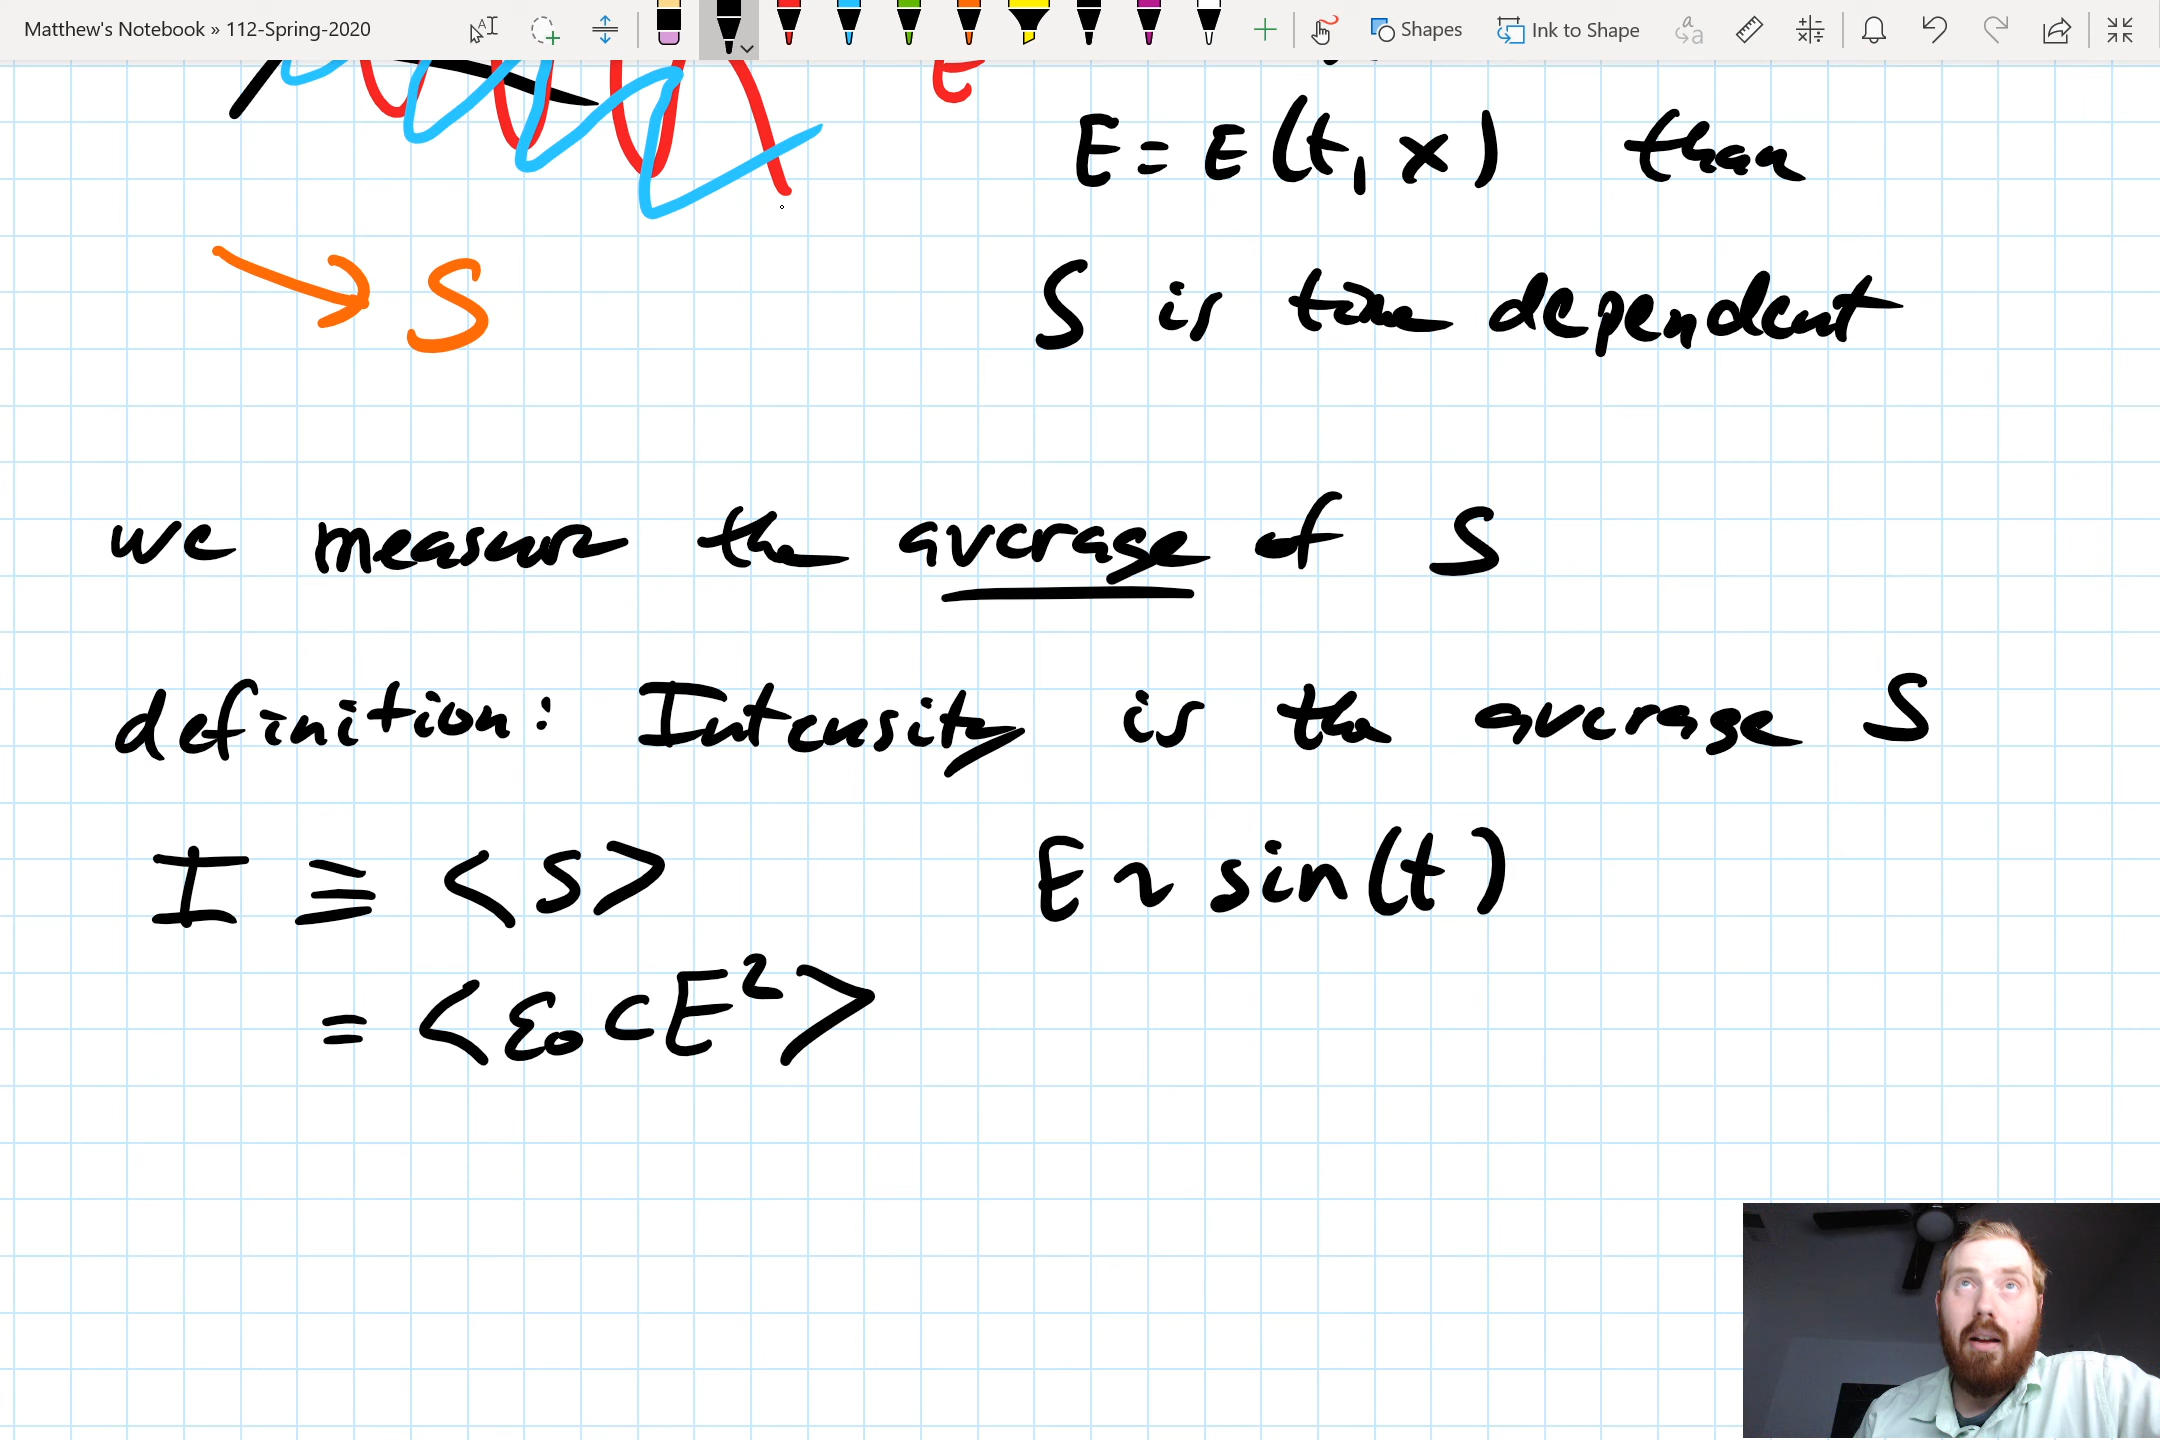 Matthew's Notebook » 112-Spring-2020
Shapes
Ink to Shape
E
E = E(t, x) than
S
S is time dependent
we measure the average of S
definition: Intensity is the average S
I ≡ <S>
E ~ sin(t)
= <ε₀cE²>